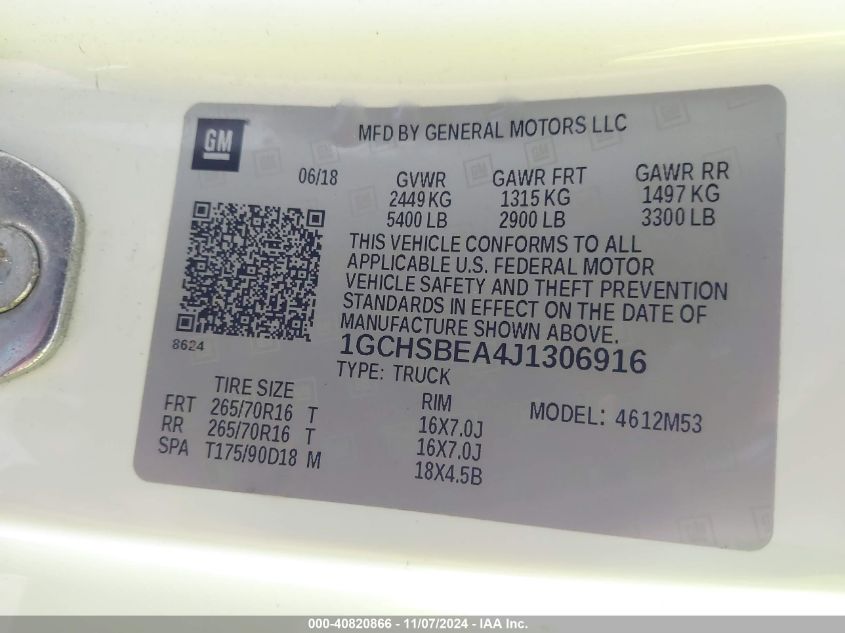 GM
MFD BY GENERAL MOTORS LLC
06/18
GVWR GAWR FRT GAWR RR
2449 KG 1315 KG 1497 KG
5400 LB 2900 LB 3300 LB
THIS VEHICLE CONFORMS TO ALL
APPLICABLE U.S. FEDERAL MOTOR
VEHICLE SAFETY AND THEFT PREVENTION
STANDARDS IN EFFECT ON THE DATE OF
MANUFACTURE SHOWN ABOVE.
8624
1GCHSBEA4J1306916
TYPE: TRUCK
TIRE SIZE RIM MODEL: 4612M53
FRT 265/70R16 T 16X7.0J
RR 265/70R16 T 16X7.0J
SPA T175/90D18 M 18X4.5B
000-40820866 - 11/07/2024 - IAA Inc.